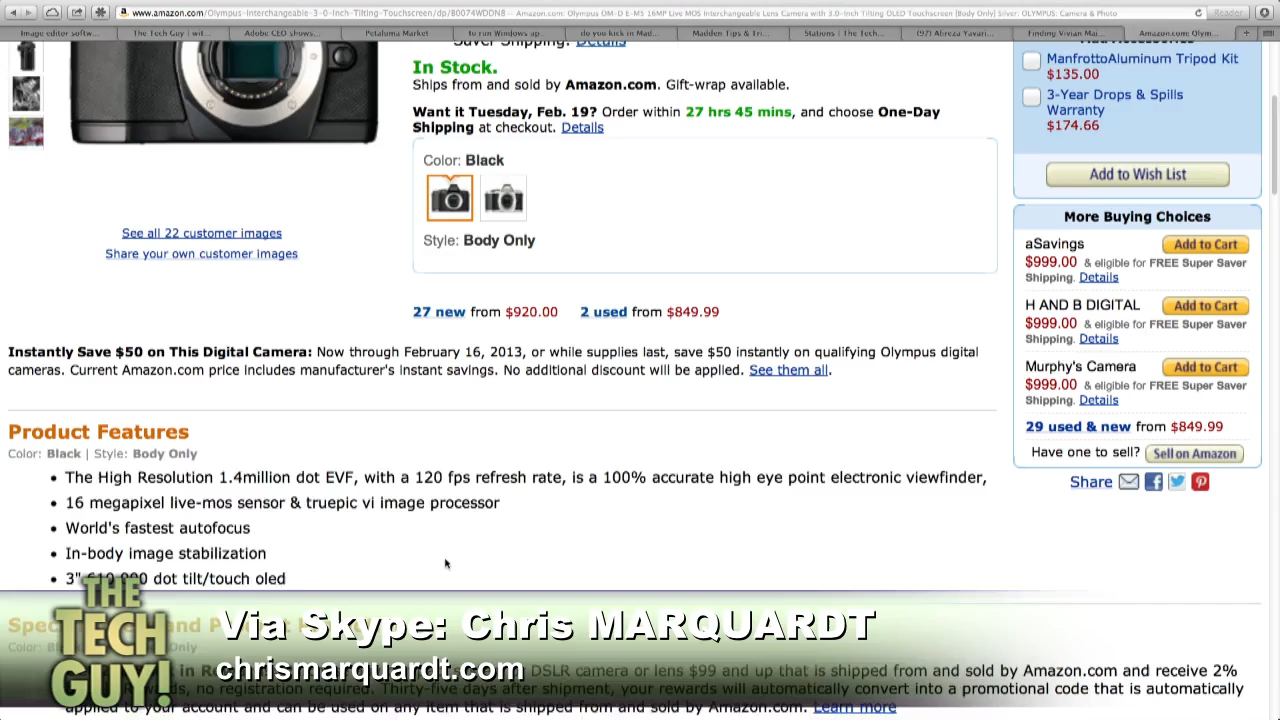 www.amazon.com/Olympus-Interchangeable-3-0-Inch-Tilting-Touchscreen/dp/B0074WDDN8 — Amazon.com: Olympus OM-D E-M5 16MP Live MOS Interchangeable Lens Camera with 3.0-Inch Tilting OLED Touchscreen [Body Only] Silver: OLYMPUS: Camera & Photo
Reader
Image editor softw...
The Tech Guy | wit...
Adobe CEO shows...
Petaluma Market
to run Windows up
do you kick in Mad...
Madden Tips & Tri...
Stations | The Tech...
(97) Alireza Yavari...
Finding Vivian Mai...
Amazon.com: Olym...
Saver Shipping. Details
In Stock.
Ships from and sold by Amazon.com. Gift-wrap available.
Want it Tuesday, Feb. 19? Order within 27 hrs 45 mins, and choose One-Day
Shipping at checkout. Details
Color: Black
Style: Body Only
See all 22 customer images
Share your own customer images
27 new from $920.00 2 used from $849.99
Instantly Save $50 on This Digital Camera: Now through February 16, 2013, or while supplies last, save $50 instantly on qualifying Olympus digital
cameras. Current Amazon.com price includes manufacturer's instant savings. No additional discount will be applied. See them all.
Product Features
Color: Black | Style: Body Only
• The High Resolution 1.4million dot EVF, with a 120 fps refresh rate, is a 100% accurate high eye point electronic viewfinder,
• 16 megapixel live-mos sensor & truepic vi image processor
• World's fastest autofocus
• In-body image stabilization
• 3" 610,000 dot tilt/touch oled
Add Accessories
ManfrottoAluminum Tripod Kit
$135.00
3-Year Drops & Spills
Warranty
$174.66
Add to Wish List
More Buying Choices
aSavings Add to Cart
$999.00 & eligible for FREE Super Saver
Shipping. Details
H AND B DIGITAL Add to Cart
$999.00 & eligible for FREE Super Saver
Shipping. Details
Murphy's Camera Add to Cart
$999.00 & eligible for FREE Super Saver
Shipping. Details
29 used & new from $849.99
Have one to sell? Sell on Amazon
Share
THE
TECH
GUY!
Via Skype: Chris MARQUARDT
chrismarquardt.com
DSLR camera or lens $99 and up that is shipped from and sold by Amazon.com and receive 2%
no registration required. Thirty-five days after shipment, your rewards will automatically convert into a promotional code that is automatically
applied to your account and can be used on any item that is shipped from and sold by Amazon.com. Learn more